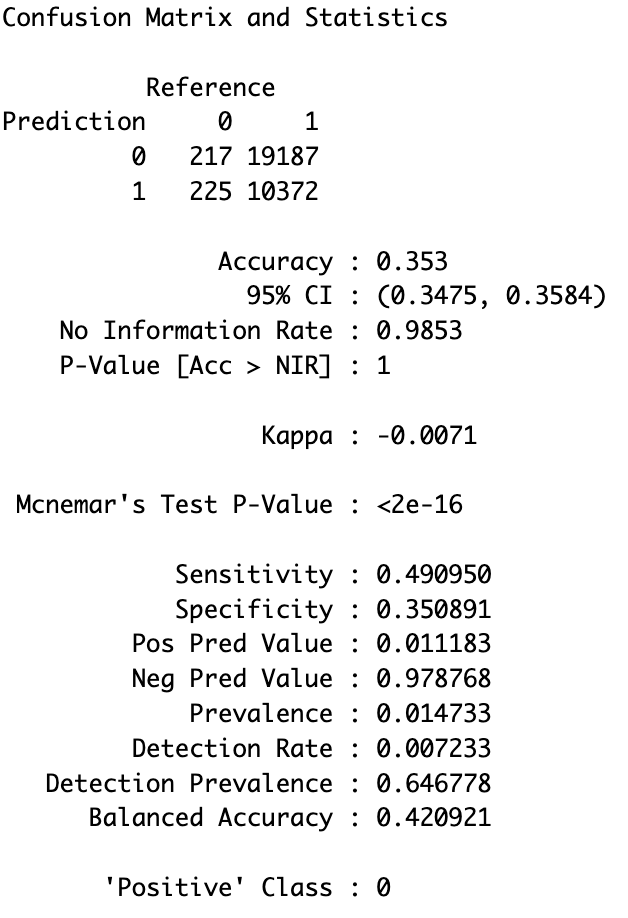 Confusion Matrix and Statistics
Reference
Prediction 0 1
0 217 19187
1 225 10372
Accuracy : 0.353
95% CI : (0.3475, 0.3584)
No Information Rate : 0.9853
P-Value [Acc > NIR] : 1
Kappa : -0.0071
Mcnemar's Test P-Value : <2e-16
Sensitivity : 0.490950
Specificity : 0.350891
Pos Pred Value : 0.011183
Neg Pred Value : 0.978768
Prevalence : 0.014733
Detection Rate : 0.007233
Detection Prevalence : 0.646778
Balanced Accuracy : 0.420921
'Positive' Class : 0